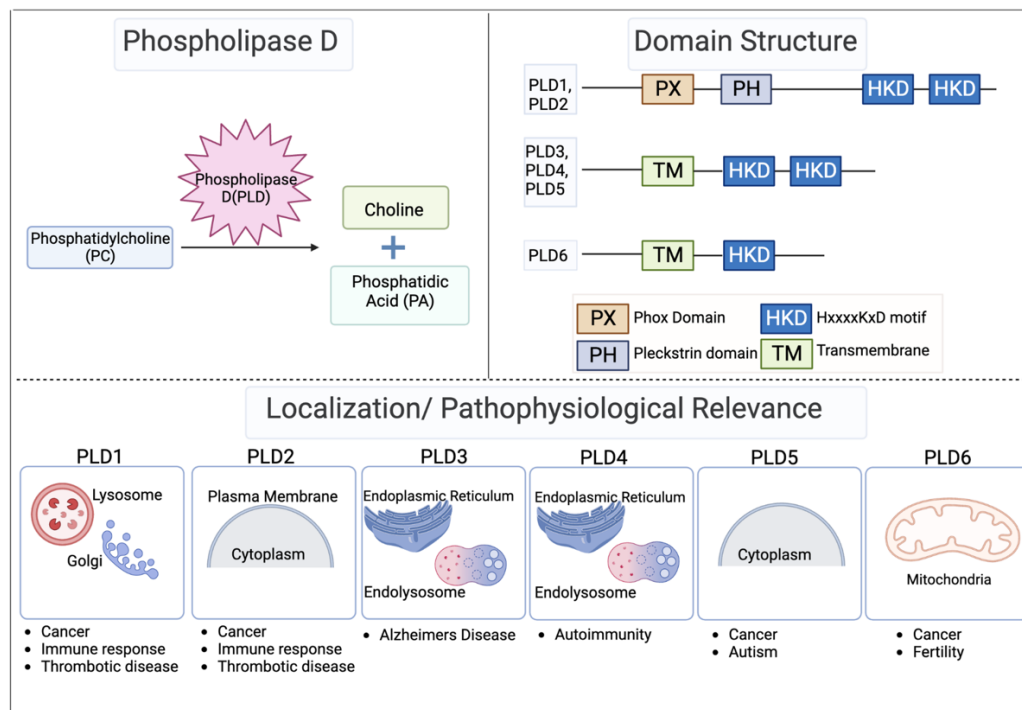 Phospholipase D
Phospholipase
D(PLD)
Phosphatidylcholine
(PC)
Choline
+
Phosphatidic
Acid (PA)
Domain Structure
PLD1,
PLD2
PX
PH
HKD
HKD
PLD3,
PLD4,
PLD5
TM
HKD
HKD
PLD6
TM
HKD
PX
Phox Domain
HKD
HxxxxKxD motif
PH
Pleckstrin domain
TM
Transmembrane
Localization/ Pathophysiological Relevance
PLD1
Lysosome
Golgi
• Cancer
• Immune response
• Thrombotic disease
PLD2
Plasma Membrane
Cytoplasm
• Cancer
• Immune response
• Thrombotic disease
PLD3
Endoplasmic Reticulum
Endolysosome
• Alzheimers Disease
PLD4
Endoplasmic Reticulum
Endolysosome
• Autoimmunity
PLD5
Cytoplasm
• Cancer
• Autism
PLD6
Mitochondria
• Cancer
• Fertility